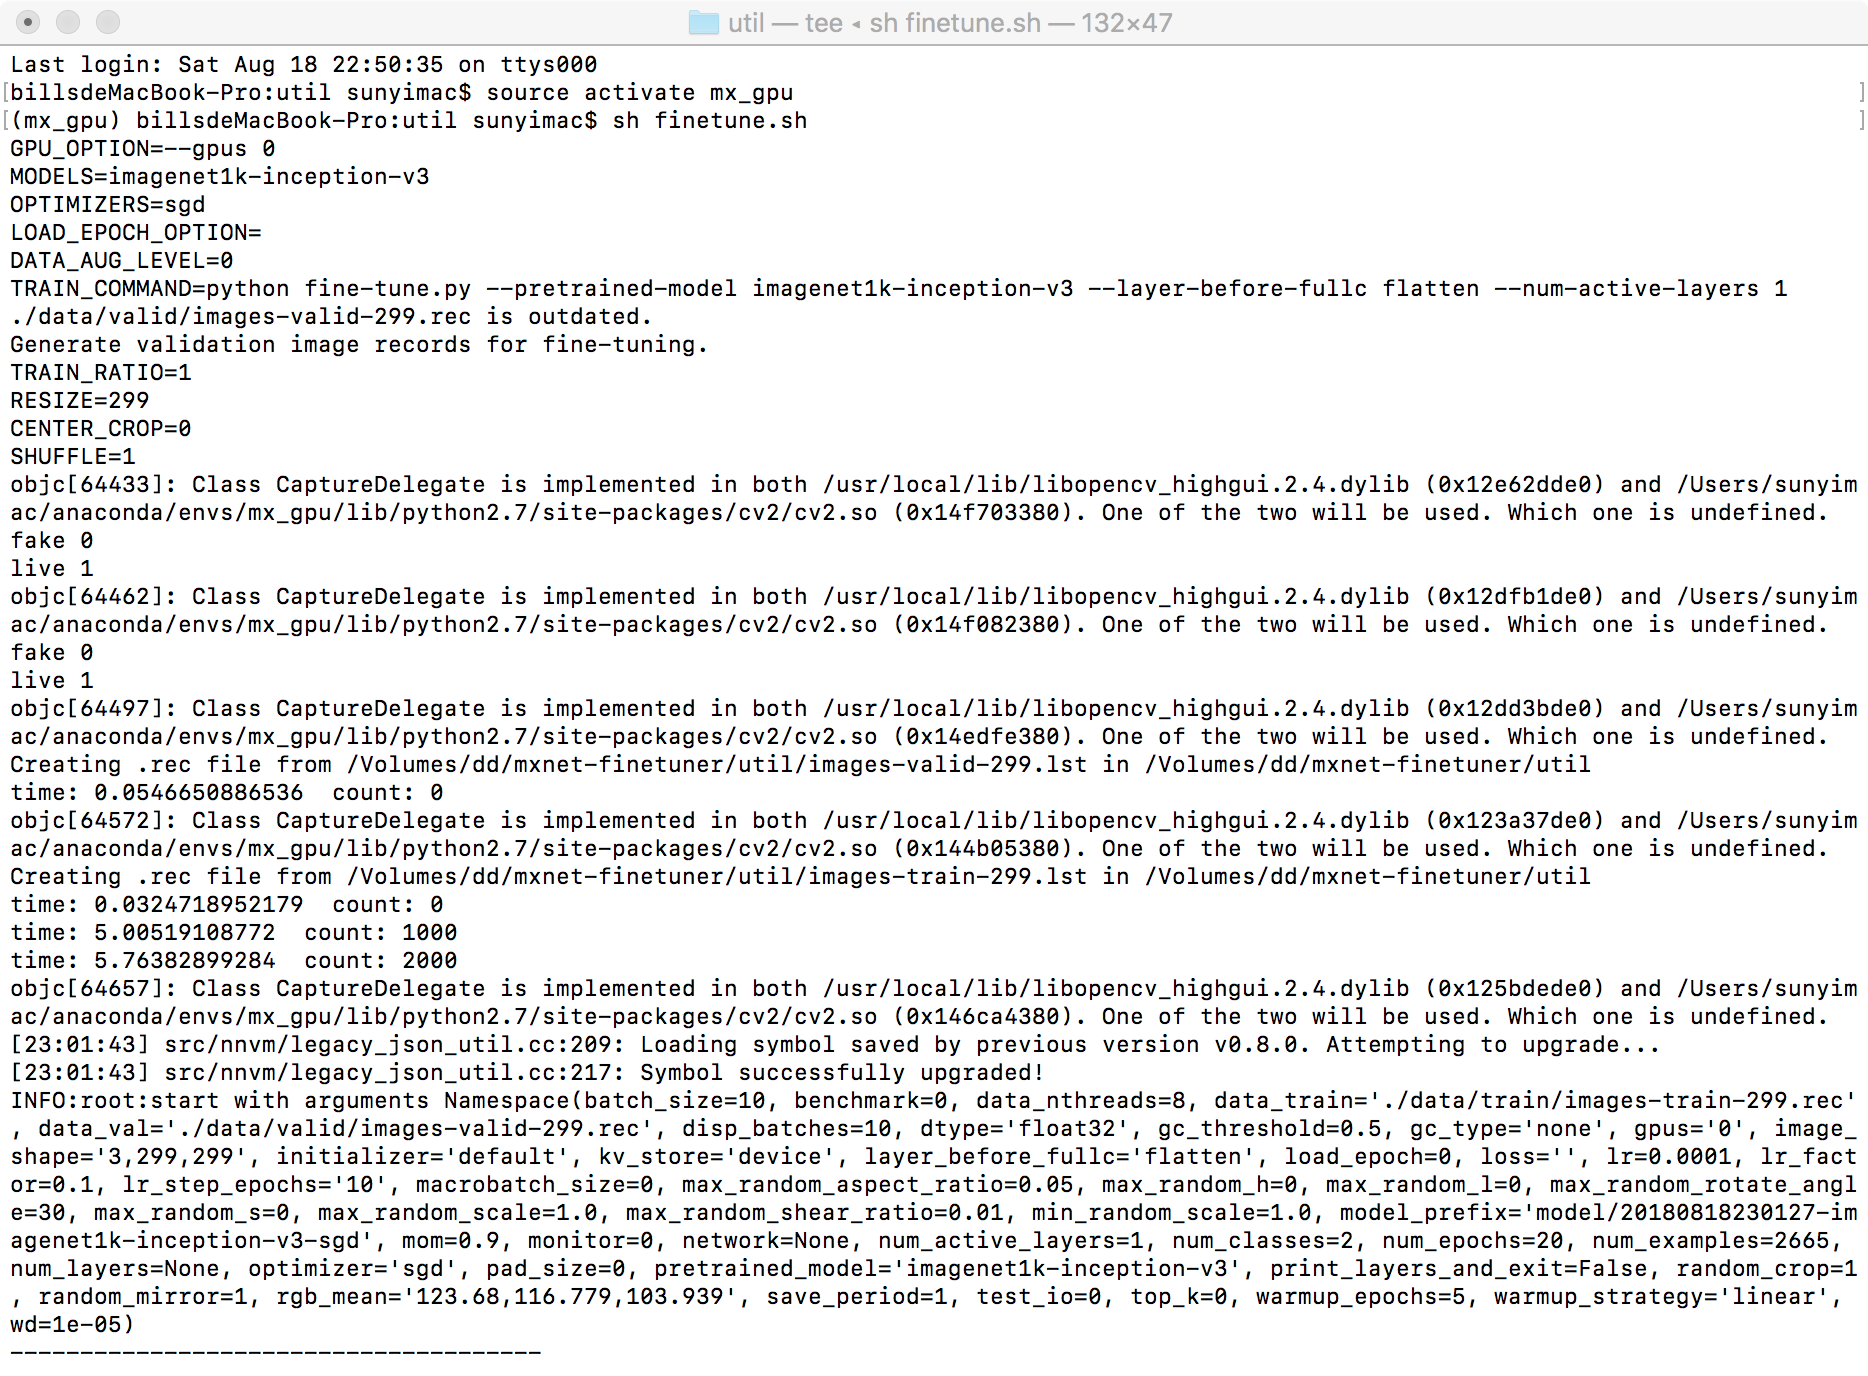 util — tee ◂ sh finetune.sh — 132×47
Last login: Sat Aug 18 22:50:35 on ttys000
[billsdeMacBook-Pro:util sunyimac$ source activate mx_gpu ]
[(mx_gpu) billsdeMacBook-Pro:util sunyimac$ sh finetune.sh ]
GPU_OPTION=--gpus 0
MODELS=imagenet1k-inception-v3
OPTIMIZERS=sgd
LOAD_EPOCH_OPTION=
DATA_AUG_LEVEL=0
TRAIN_COMMAND=python fine-tune.py --pretrained-model imagenet1k-inception-v3 --layer-before-fullc flatten --num-active-layers 1
./data/valid/images-valid-299.rec is outdated.
Generate validation image records for fine-tuning.
TRAIN_RATIO=1
RESIZE=299
CENTER_CROP=0
SHUFFLE=1
objc[64433]: Class CaptureDelegate is implemented in both /usr/local/lib/libopencv_highgui.2.4.dylib (0x12e62dde0) and /Users/sunyim
ac/anaconda/envs/mx_gpu/lib/python2.7/site-packages/cv2/cv2.so (0x14f703380). One of the two will be used. Which one is undefined.
fake 0
live 1
objc[64462]: Class CaptureDelegate is implemented in both /usr/local/lib/libopencv_highgui.2.4.dylib (0x12dfb1de0) and /Users/sunyim
ac/anaconda/envs/mx_gpu/lib/python2.7/site-packages/cv2/cv2.so (0x14f082380). One of the two will be used. Which one is undefined.
fake 0
live 1
objc[64497]: Class CaptureDelegate is implemented in both /usr/local/lib/libopencv_highgui.2.4.dylib (0x12dd3bde0) and /Users/sunyim
ac/anaconda/envs/mx_gpu/lib/python2.7/site-packages/cv2/cv2.so (0x14edfe380). One of the two will be used. Which one is undefined.
Creating .rec file from /Volumes/dd/mxnet-finetuner/util/images-valid-299.lst in /Volumes/dd/mxnet-finetuner/util
time: 0.0546650886536  count: 0
objc[64572]: Class CaptureDelegate is implemented in both /usr/local/lib/libopencv_highgui.2.4.dylib (0x123a37de0) and /Users/sunyim
ac/anaconda/envs/mx_gpu/lib/python2.7/site-packages/cv2/cv2.so (0x144b05380). One of the two will be used. Which one is undefined.
Creating .rec file from /Volumes/dd/mxnet-finetuner/util/images-train-299.lst in /Volumes/dd/mxnet-finetuner/util
time: 0.0324718952179  count: 0
time: 5.00519108772  count: 1000
time: 5.76382899284  count: 2000
objc[64657]: Class CaptureDelegate is implemented in both /usr/local/lib/libopencv_highgui.2.4.dylib (0x125bdede0) and /Users/sunyim
ac/anaconda/envs/mx_gpu/lib/python2.7/site-packages/cv2/cv2.so (0x146ca4380). One of the two will be used. Which one is undefined.
[23:01:43] src/nnvm/legacy_json_util.cc:209: Loading symbol saved by previous version v0.8.0. Attempting to upgrade...
[23:01:43] src/nnvm/legacy_json_util.cc:217: Symbol successfully upgraded!
INFO:root:start with arguments Namespace(batch_size=10, benchmark=0, data_nthreads=8, data_train='./data/train/images-train-299.rec'
, data_val='./data/valid/images-valid-299.rec', disp_batches=10, dtype='float32', gc_threshold=0.5, gc_type='none', gpus='0', image_
shape='3,299,299', initializer='default', kv_store='device', layer_before_fullc='flatten', load_epoch=0, loss='', lr=0.0001, lr_fact
or=0.1, lr_step_epochs='10', macrobatch_size=0, max_random_aspect_ratio=0.05, max_random_h=0, max_random_l=0, max_random_rotate_angl
e=30, max_random_s=0, max_random_scale=1.0, max_random_shear_ratio=0.01, min_random_scale=1.0, model_prefix='model/20180818230127-im
agenet1k-inception-v3-sgd', mom=0.9, monitor=0, network=None, num_active_layers=1, num_classes=2, num_epochs=20, num_examples=2665,
num_layers=None, optimizer='sgd', pad_size=0, pretrained_model='imagenet1k-inception-v3', print_layers_and_exit=False, random_crop=1
, random_mirror=1, rgb_mean='123.68,116.779,103.939', save_period=1, test_io=0, top_k=0, warmup_epochs=5, warmup_strategy='linear',
wd=1e-05)
--------------------------------------